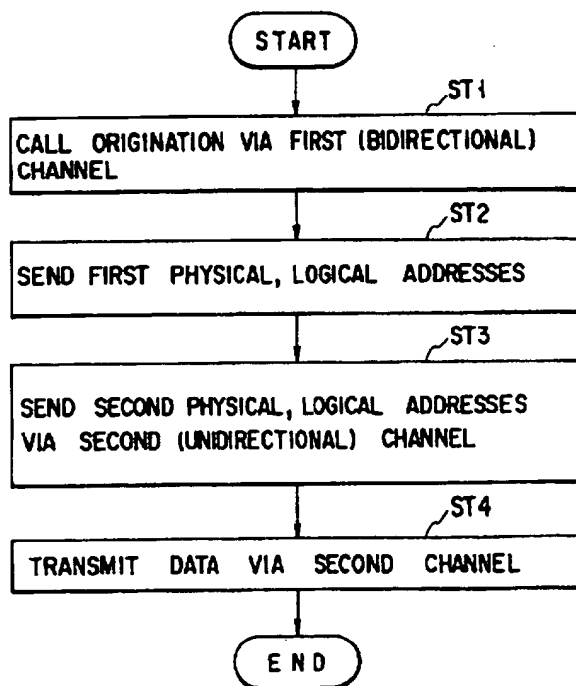 START
ST1
CALL ORIGINATION VIA FIRST (BIDIRECTIONAL)
CHANNEL
ST2
SEND FIRST PHYSICAL, LOGICAL ADDRESSES
ST3
SEND SECOND PHYSICAL, LOGICAL ADDRESSES
VIA SECOND (UNIDIRECTIONAL) CHANNEL
ST4
TRANSMIT DATA VIA SECOND CHANNEL
END